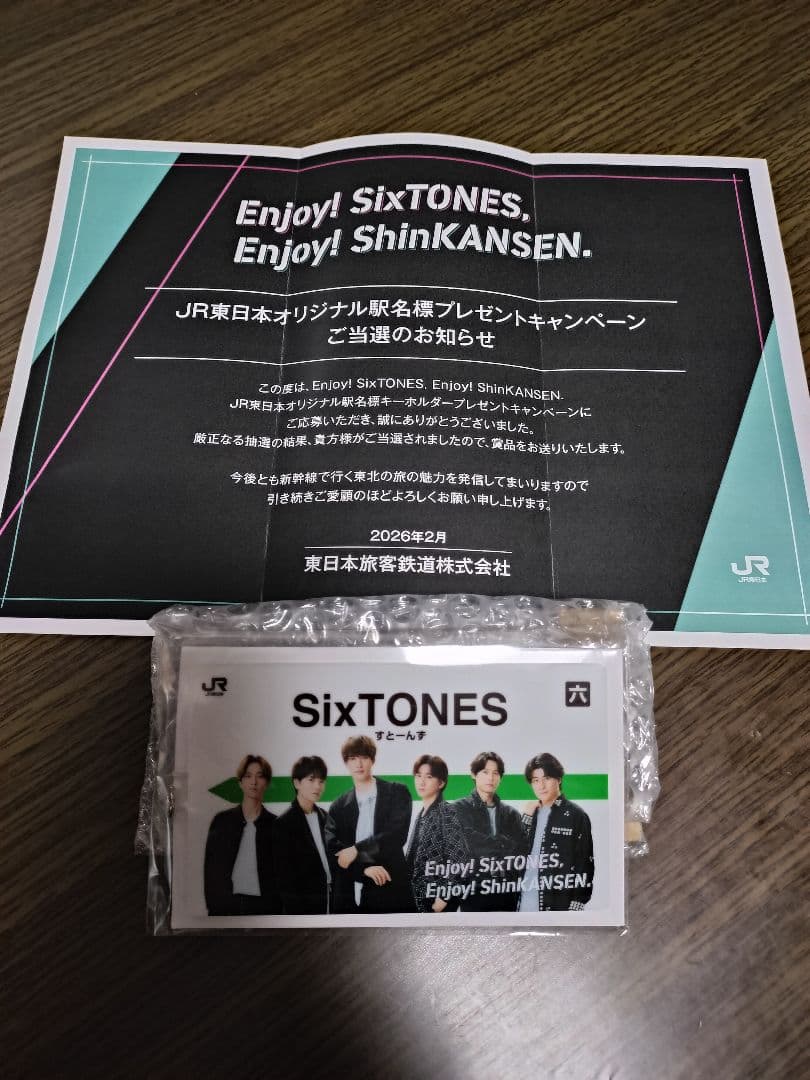 Enjoy! SixTONES,
Enjoy! ShinKANSEN.
JR東日本オリジナル駅名標プレゼントキャンペーン
ご当選のお知らせ
この度は、Enjoy! SixTONES, Enjoy! ShinKANSEN.
JR東日本オリジナル駅名標キーホルダープレゼントキャンペーンに
ご応募いただき、誠にありがとうございました。
厳正なる抽選の結果、貴方様がご当選されましたので、賞品をお送りいたします。
今後とも新幹線で行く東北の旅の魅力を発信してまいりますので
引き続きご愛顧のほどよろしくお願い申し上げます。
2026年2月
東日本旅客鉄道株式会社
JR
JR東日本
JR
JR東日本
SixTONES
六
すとーんず
Enjoy! SixTONES,
Enjoy! ShinKANSEN.